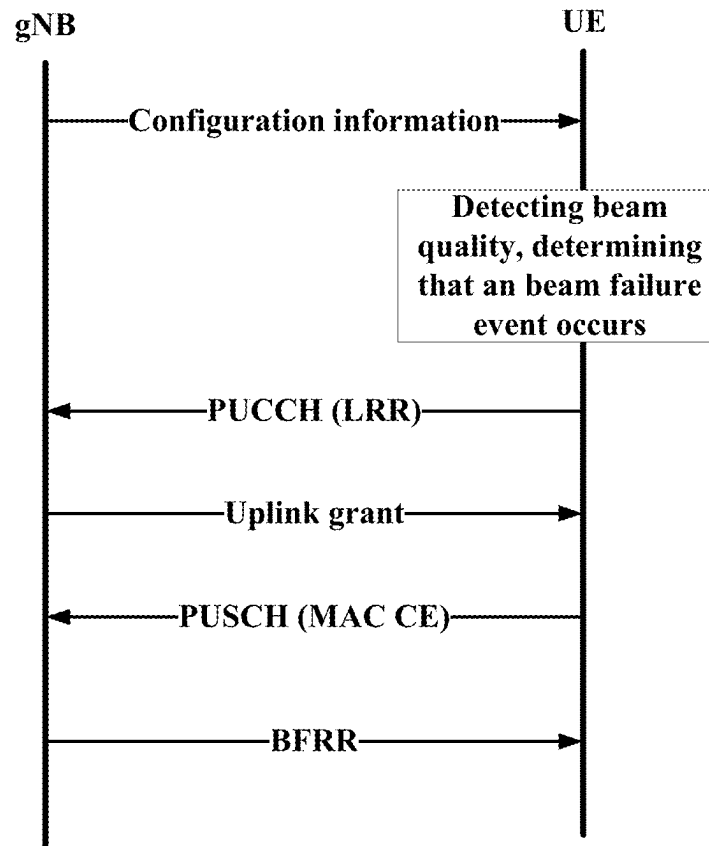 gNB
UE
Configuration information
Detecting beam
quality, determining
that an beam failure
event occurs
PUCCH (LRR)
Uplink grant
PUSCH (MAC CE)
BFRR